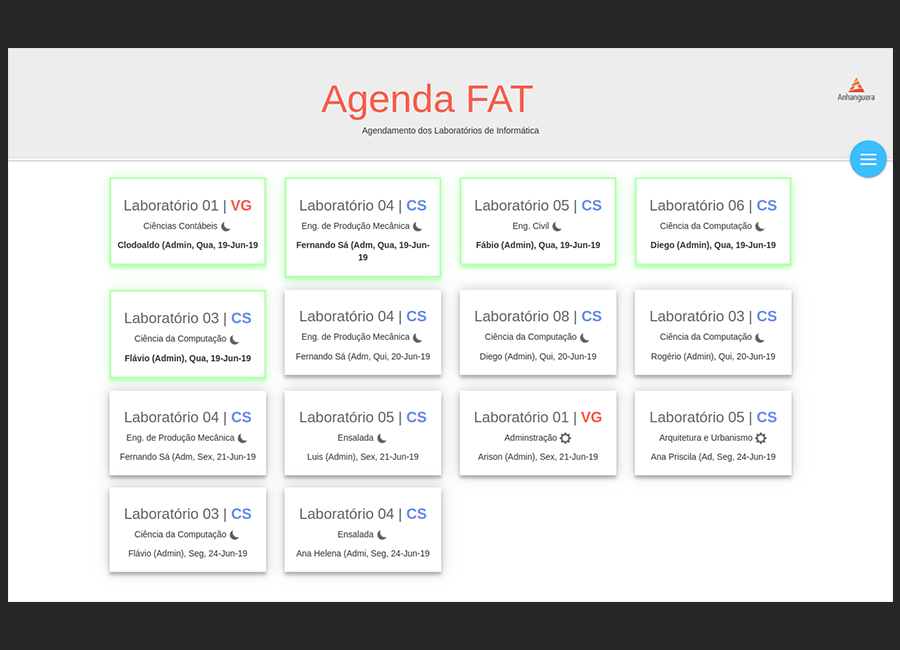 Agenda FAT
Agendamento dos Laboratórios de Informática
Anhanguera
Laboratório 01 | VG
Ciências Contábeis
Clodoaldo (Admin, Qua, 19-Jun-19
Laboratório 04 | CS
Eng. de Produção Mecânica
Fernando Sá (Adm, Qua, 19-Jun-
19
Laboratório 05 | CS
Eng. Civil
Fábio (Admin), Qua, 19-Jun-19
Laboratório 06 | CS
Ciência da Computação
Diego (Admin), Qua, 19-Jun-19
Laboratório 03 | CS
Ciência da Computação
Flávio (Admin), Qua, 19-Jun-19
Laboratório 04 | CS
Eng. de Produção Mecânica
Fernando Sá (Adm, Qui, 20-Jun-19
Laboratório 08 | CS
Ciência da Computação
Diego (Admin), Qui, 20-Jun-19
Laboratório 03 | CS
Ciência da Computação
Rogério (Admin), Qui, 20-Jun-19
Laboratório 04 | CS
Eng. de Produção Mecânica
Fernando Sá (Adm, Sex, 21-Jun-19
Laboratório 05 | CS
Ensalada
Luis (Admin), Sex, 21-Jun-19
Laboratório 01 | VG
Adminstração
Arison (Admin), Sex, 21-Jun-19
Laboratório 05 | CS
Arquitetura e Urbanismo
Ana Priscila (Ad, Seg, 24-Jun-19
Laboratório 03 | CS
Ciência da Computação
Flávio (Admin), Seg, 24-Jun-19
Laboratório 04 | CS
Ensalada
Ana Helena (Admi, Seg, 24-Jun-19